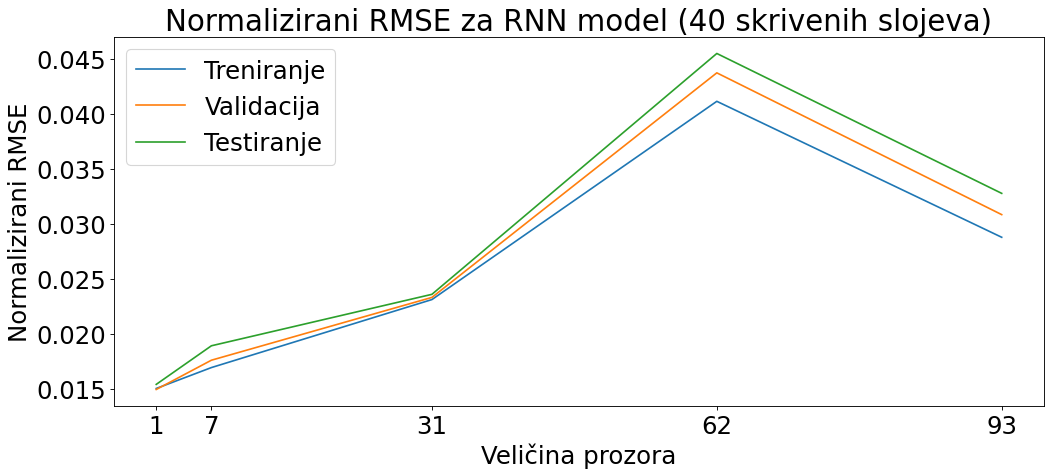 Normalizirani RMSE za RNN model (40 skrivenih slojeva)
Treniranje
Validacija
Testiranje
Normalizirani RMSE
0.045
0.040
0.035
0.030
0.025
0.020
0.015
1 7 31 62 93
Veličina prozora